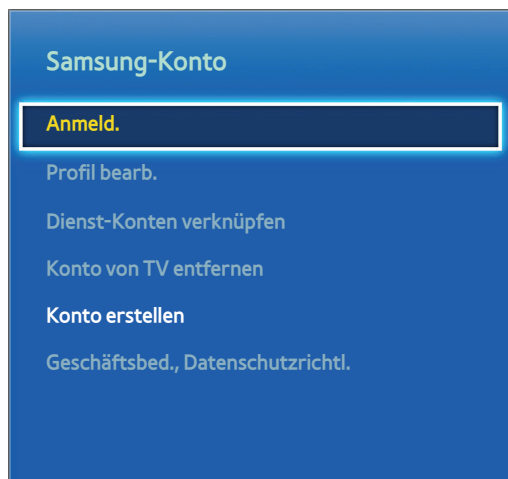 Samsung-Konto
Anmeld.
Profil bearb.
Dienst-Konten verknüpfen
Konto von TV entfernen
Konto erstellen
Geschäftsbed., Datenschutzrichtl.